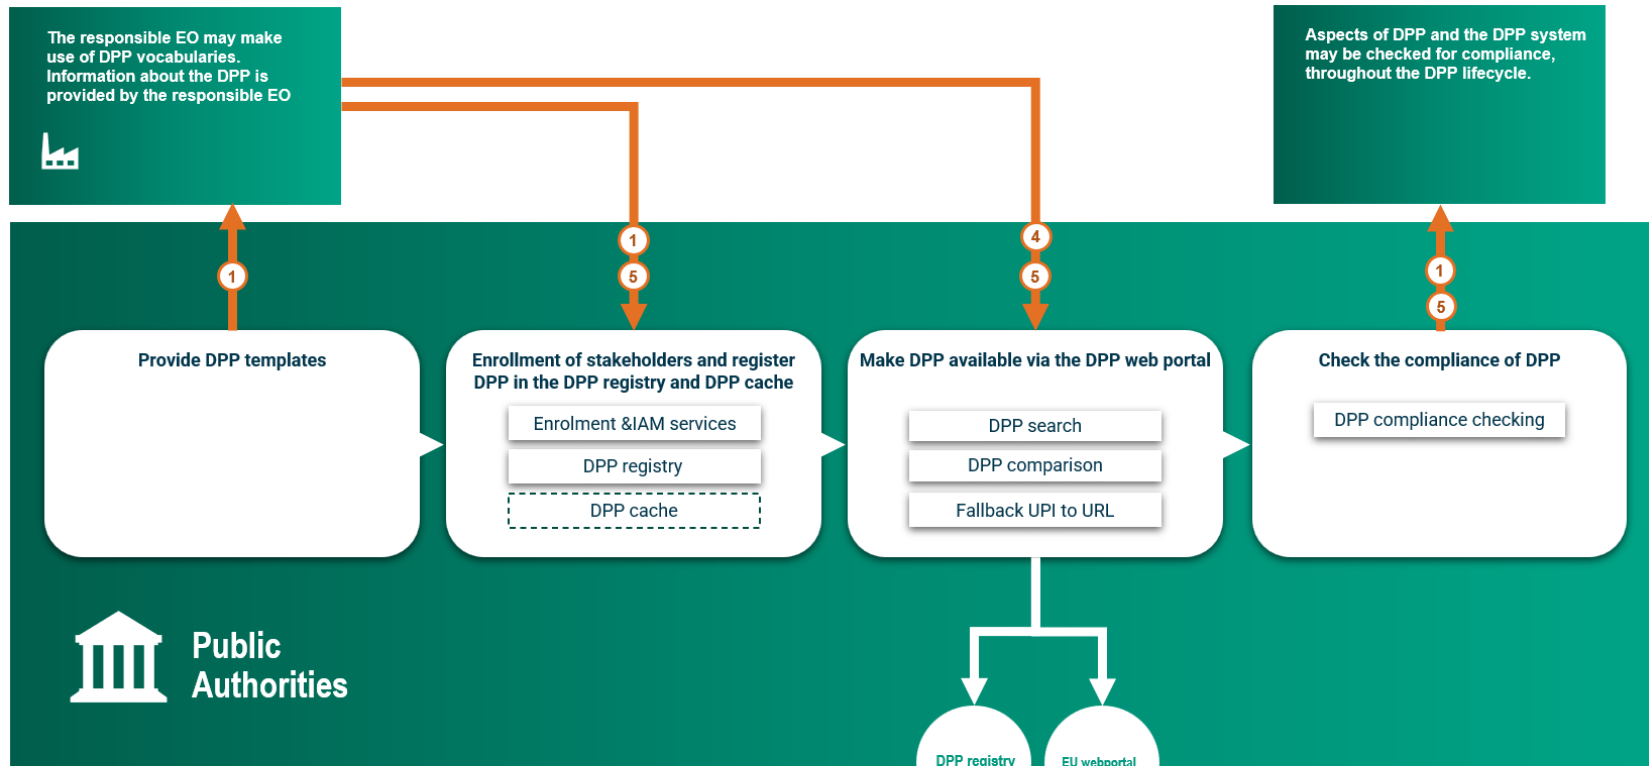 The responsible EO may make
use of DPP vocabularies.
Information about the DPP is
provided by the responsible EO
Aspects of DPP and the DPP system
may be checked for compliance,
throughout the DPP lifecycle.
1
1
5
4
5
1
5
Provide DPP templates
Enrollment of stakeholders and register
DPP in the DPP registry and DPP cache
Enrolment &IAM services
DPP registry
DPP cache
Make DPP available via the DPP web portal
DPP search
DPP comparison
Fallback UPI to URL
Check the compliance of DPP
DPP compliance checking
Public
Authorities
DPP registry
EU webportal